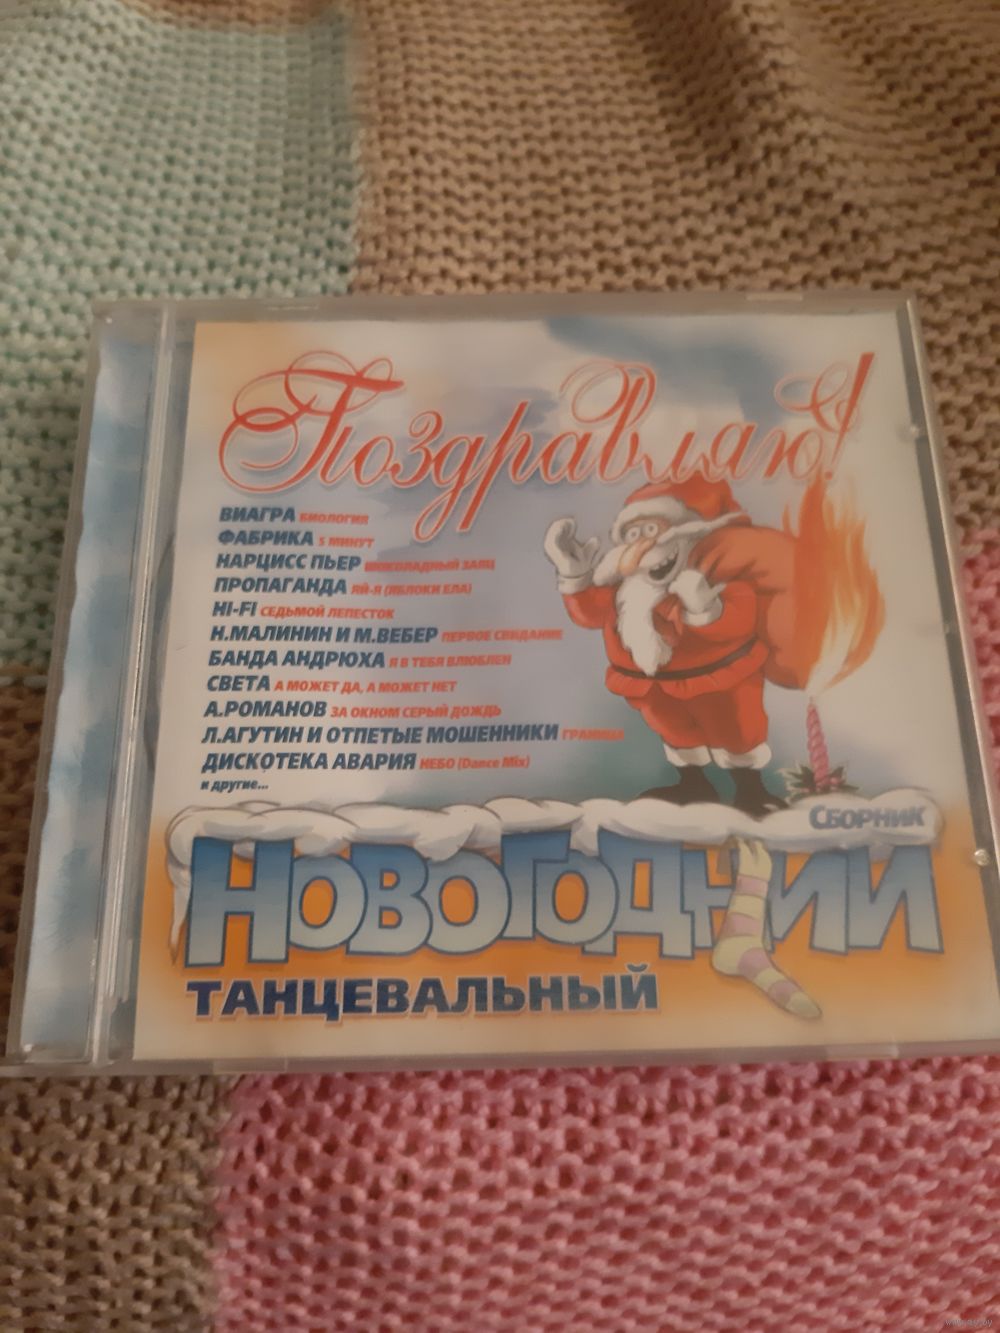 Поздравляю!
ВИАГРА БИОЛОГИЯ
ФАБРИКА 5 МИНУТ
НАРЦИСС ПЬЕР ШОКОЛАДНЫЙ ЗАЯЦ
ПРОПАГАНДА ЯЙ-Я (ЯБЛОКИ ЕЛА)
HI-FI СЕДЬМОЙ ЛЕПЕСТОК
Н.МАЛИНИН И М.ВЕБЕР ПЕРВОЕ СВИДАНИЕ
БАНДА АНДРЮХА Я В ТЕБЯ ВЛЮБЛЕН
СВЕТА А МОЖЕТ ДА, А МОЖЕТ НЕТ
А.РОМАНОВ ЗА ОКНОМ СЕРЫЙ ДОЖДЬ
Л.АГУТИН И ОТПЕТЫЕ МОШЕННИКИ ГРАНИЦА
ДИСКОТЕКА АВАРИЯ НЕБО (Dance Mix)
и другие...
СБОРНИК
НОВОГОДНИЙ
ТАНЦЕВАЛЬНЫЙ